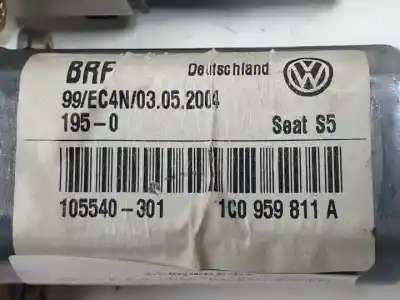 BRF Deutschland
99/EC4N/03.05.2004
195-0 Seat S5
105540-301 1C0 959 811 A